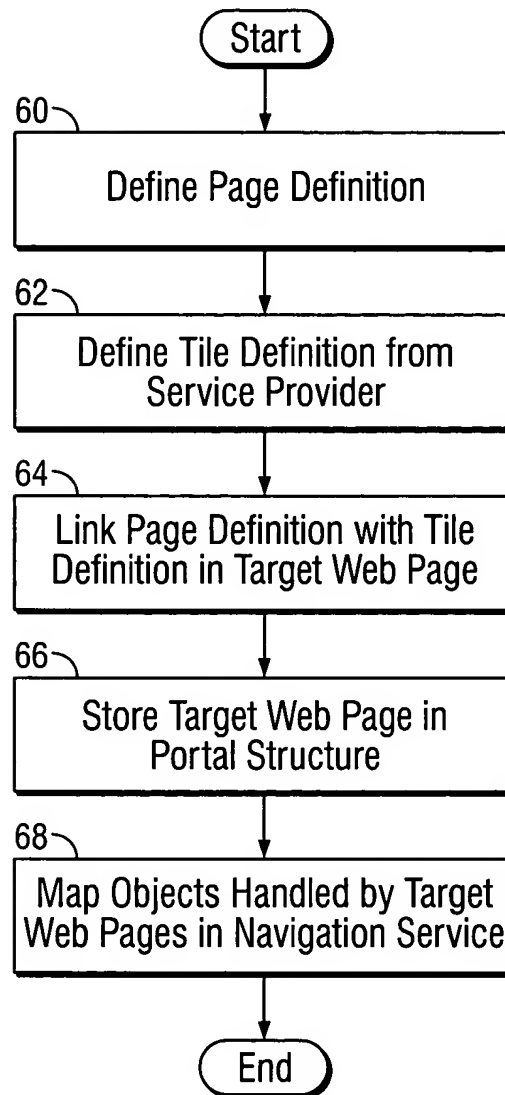 Start
60
Define Page Definition
62
Define Tile Definition from
Service Provider
64
Link Page Definition with Tile
Definition in Target Web Page
66
Store Target Web Page in
Portal Structure
68
Map Objects Handled by Target
Web Pages in Navigation Service
End